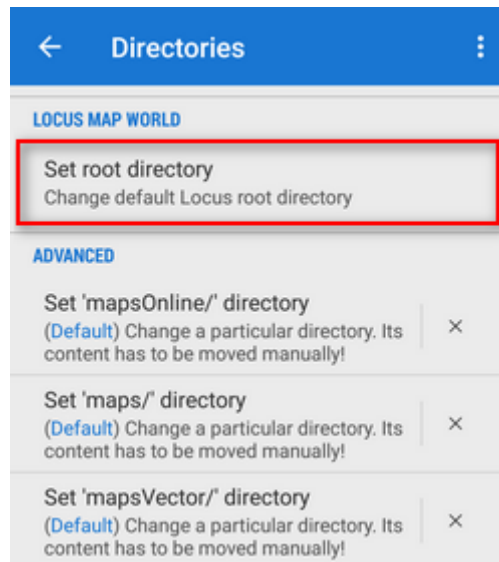 Directories
LOCUS MAP WORLD
Set root directory
Change default Locus root directory
ADVANCED
Set 'mapsOnline/' directory
(Default) Change a particular directory. Its
content has to be moved manually!
Set 'maps/' directory
(Default) Change a particular directory. Its
content has to be moved manually!
Set 'mapsVector/' directory
(Default) Change a particular directory. Its
content has to be moved manually!